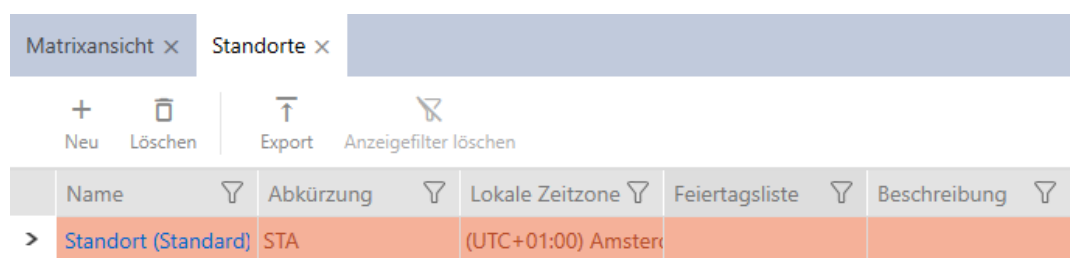 Matrixansicht × Standorte ×
Neu Löschen Export Anzeigefilter löschen
Name Abkürzung Lokale Zeitzone Feiertagsliste Beschreibung
Standort (Standard) STA (UTC+01:00) Amster